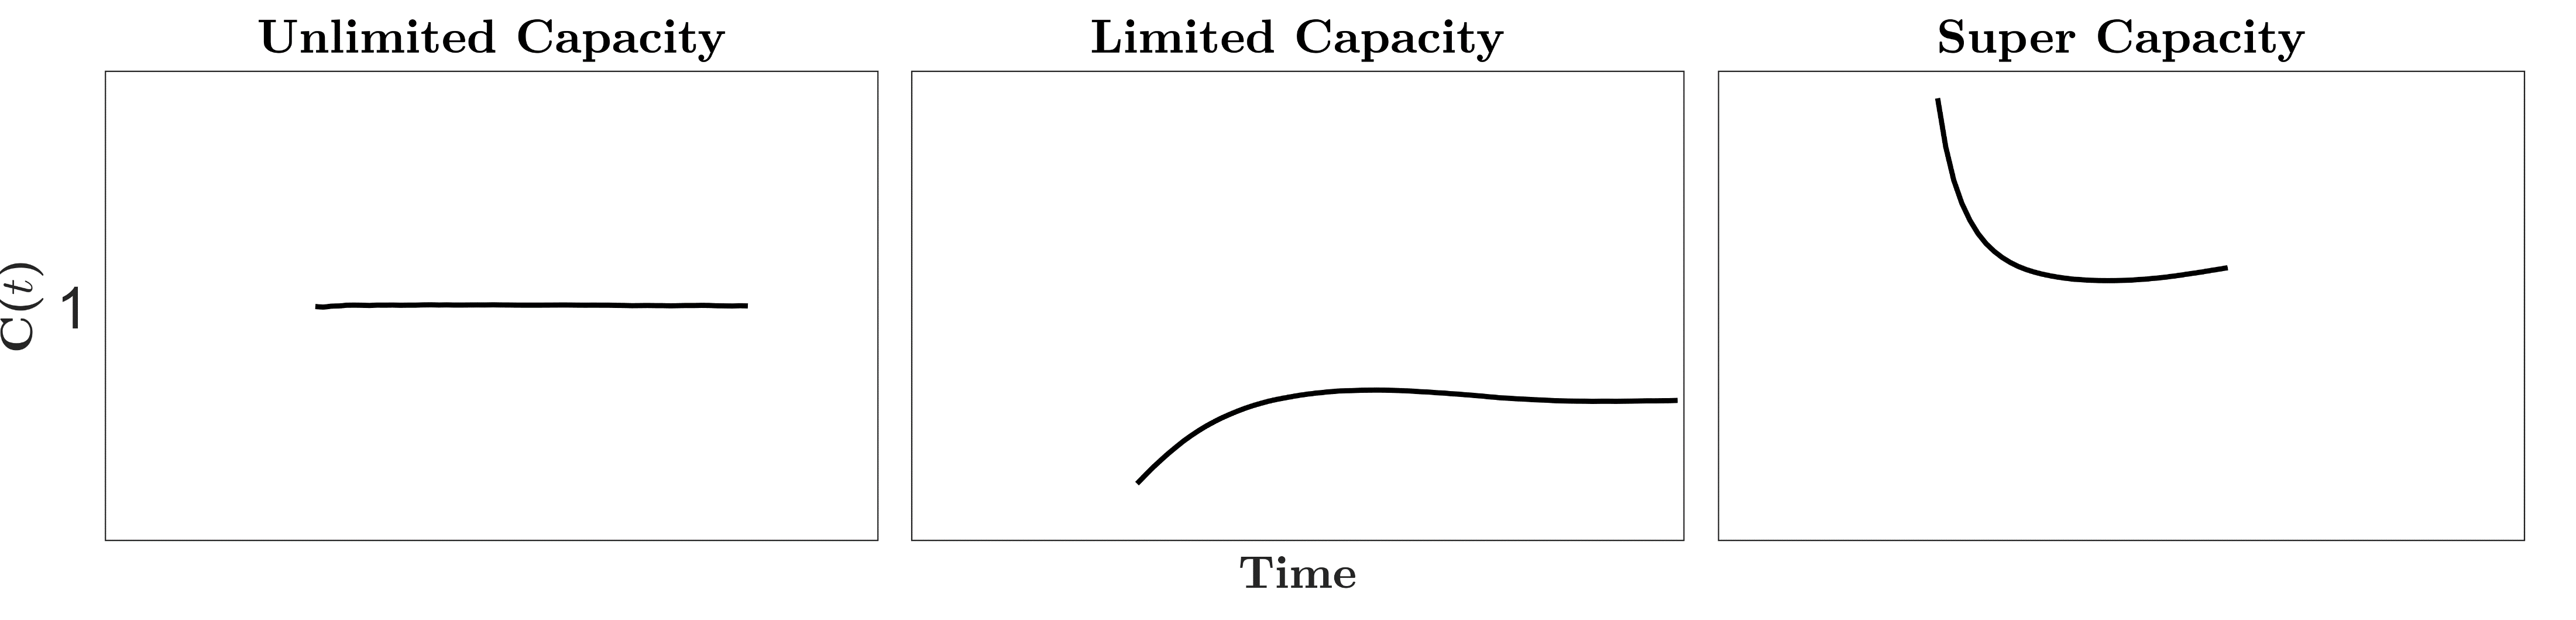 Unlimited Capacity
Limited Capacity
Super Capacity
C(t)
1
Time